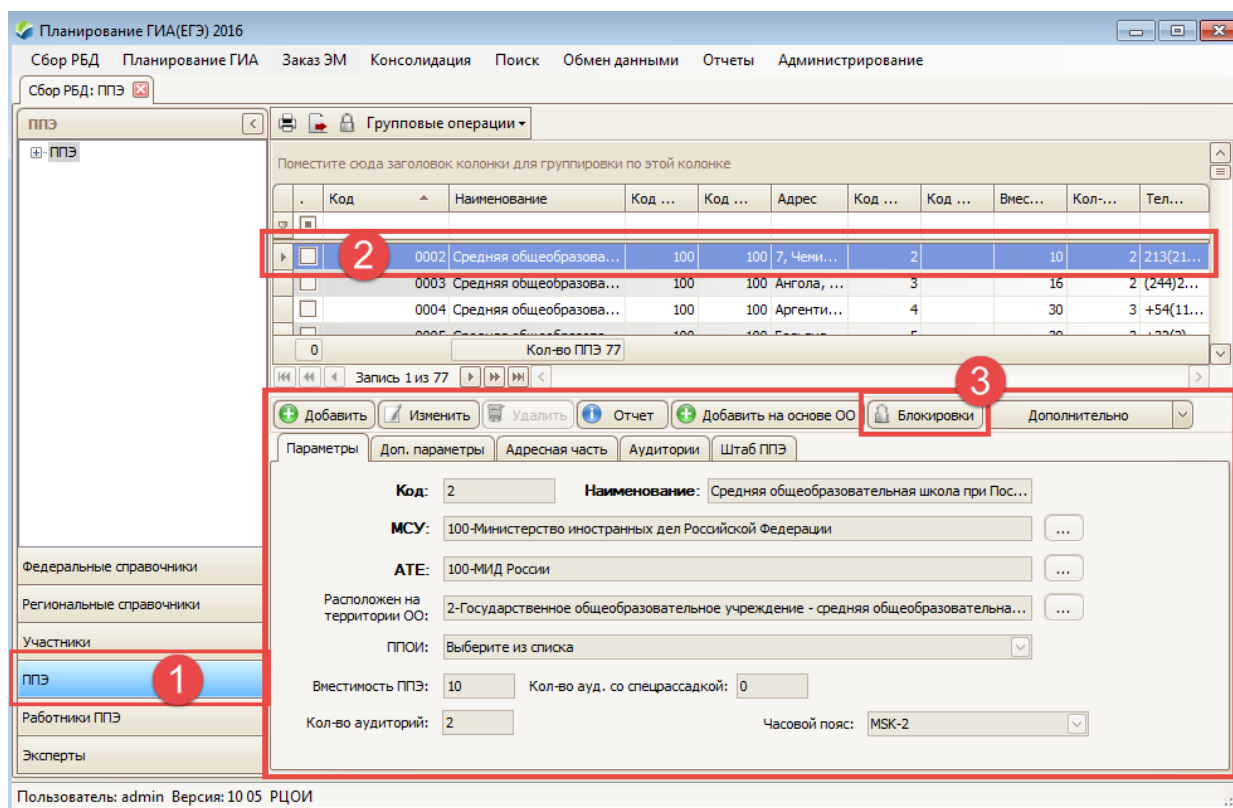 Планирование ГИА(ЕГЭ) 2016
Сбор РБД Планирование ГИА Заказ ЭМ Консолидация Поиск Обмен данными Отчеты Администрирование
Сбор РБД: ППЭ
ППЭ
Групповые операции
ППЭ
Поместите сюда заголовок колонки для группировки по этой колонке
. Код Наименование Код ... Код ... Адрес Код ... Код ... Вмес... Кол-... Тел...
2 0002 Средняя общеобразова... 100 100 7, Чеми... 2 10 2 213(21...
0003 Средняя общеобразова... 100 100 Ангола, ... 3 16 2 (244)2...
0004 Средняя общеобразова... 100 100 Аргенти... 4 30 3 +54(11...
0 Кол-во ППЭ 77
Запись 1 из 77
3
Добавить Изменить Удалить Отчет Добавить на основе ОО Блокировки Дополнительно
Параметры Доп. параметры Адресная часть Аудитории Штаб ППЭ
Код: 2 Наименование: Средняя общеобразовательная школа при Пос...
МСУ: 100-Министерство иностранных дел Российской Федерации ...
АТЕ: 100-МИД России ...
Расположен на
территории ОО: 2-Государственное общеобразовательное учреждение - средняя общеобразовательна... ...
ППОИ: Выберите из списка
Вместимость ППЭ: 10 Кол-во ауд. со спецрассадкой: 0
Кол-во аудиторий: 2 Часовой пояс: MSK-2
Федеральные справочники
Региональные справочники
Участники
ППЭ 1
Работники ППЭ
Эксперты
Пользователь: admin Версия: 10 05 РЦОИ